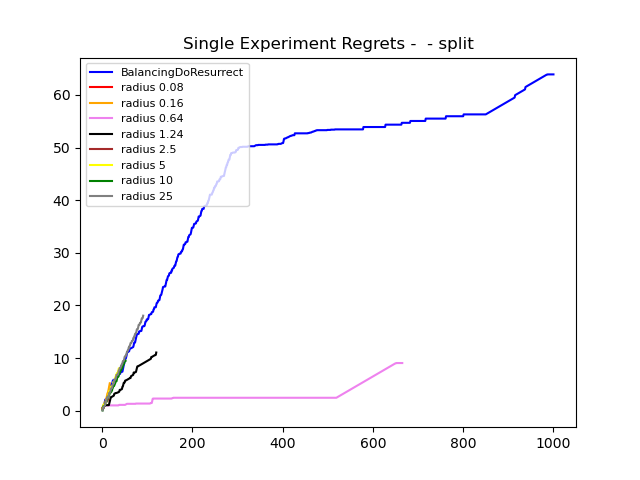 Single Experiment Regrets -  - split
BalancingDoResurrect
radius 0.08
radius 0.16
radius 0.64
radius 1.24
radius 2.5
radius 5
radius 10
radius 25
60
50
40
30
20
10
0
0 200 400 600 800 1000